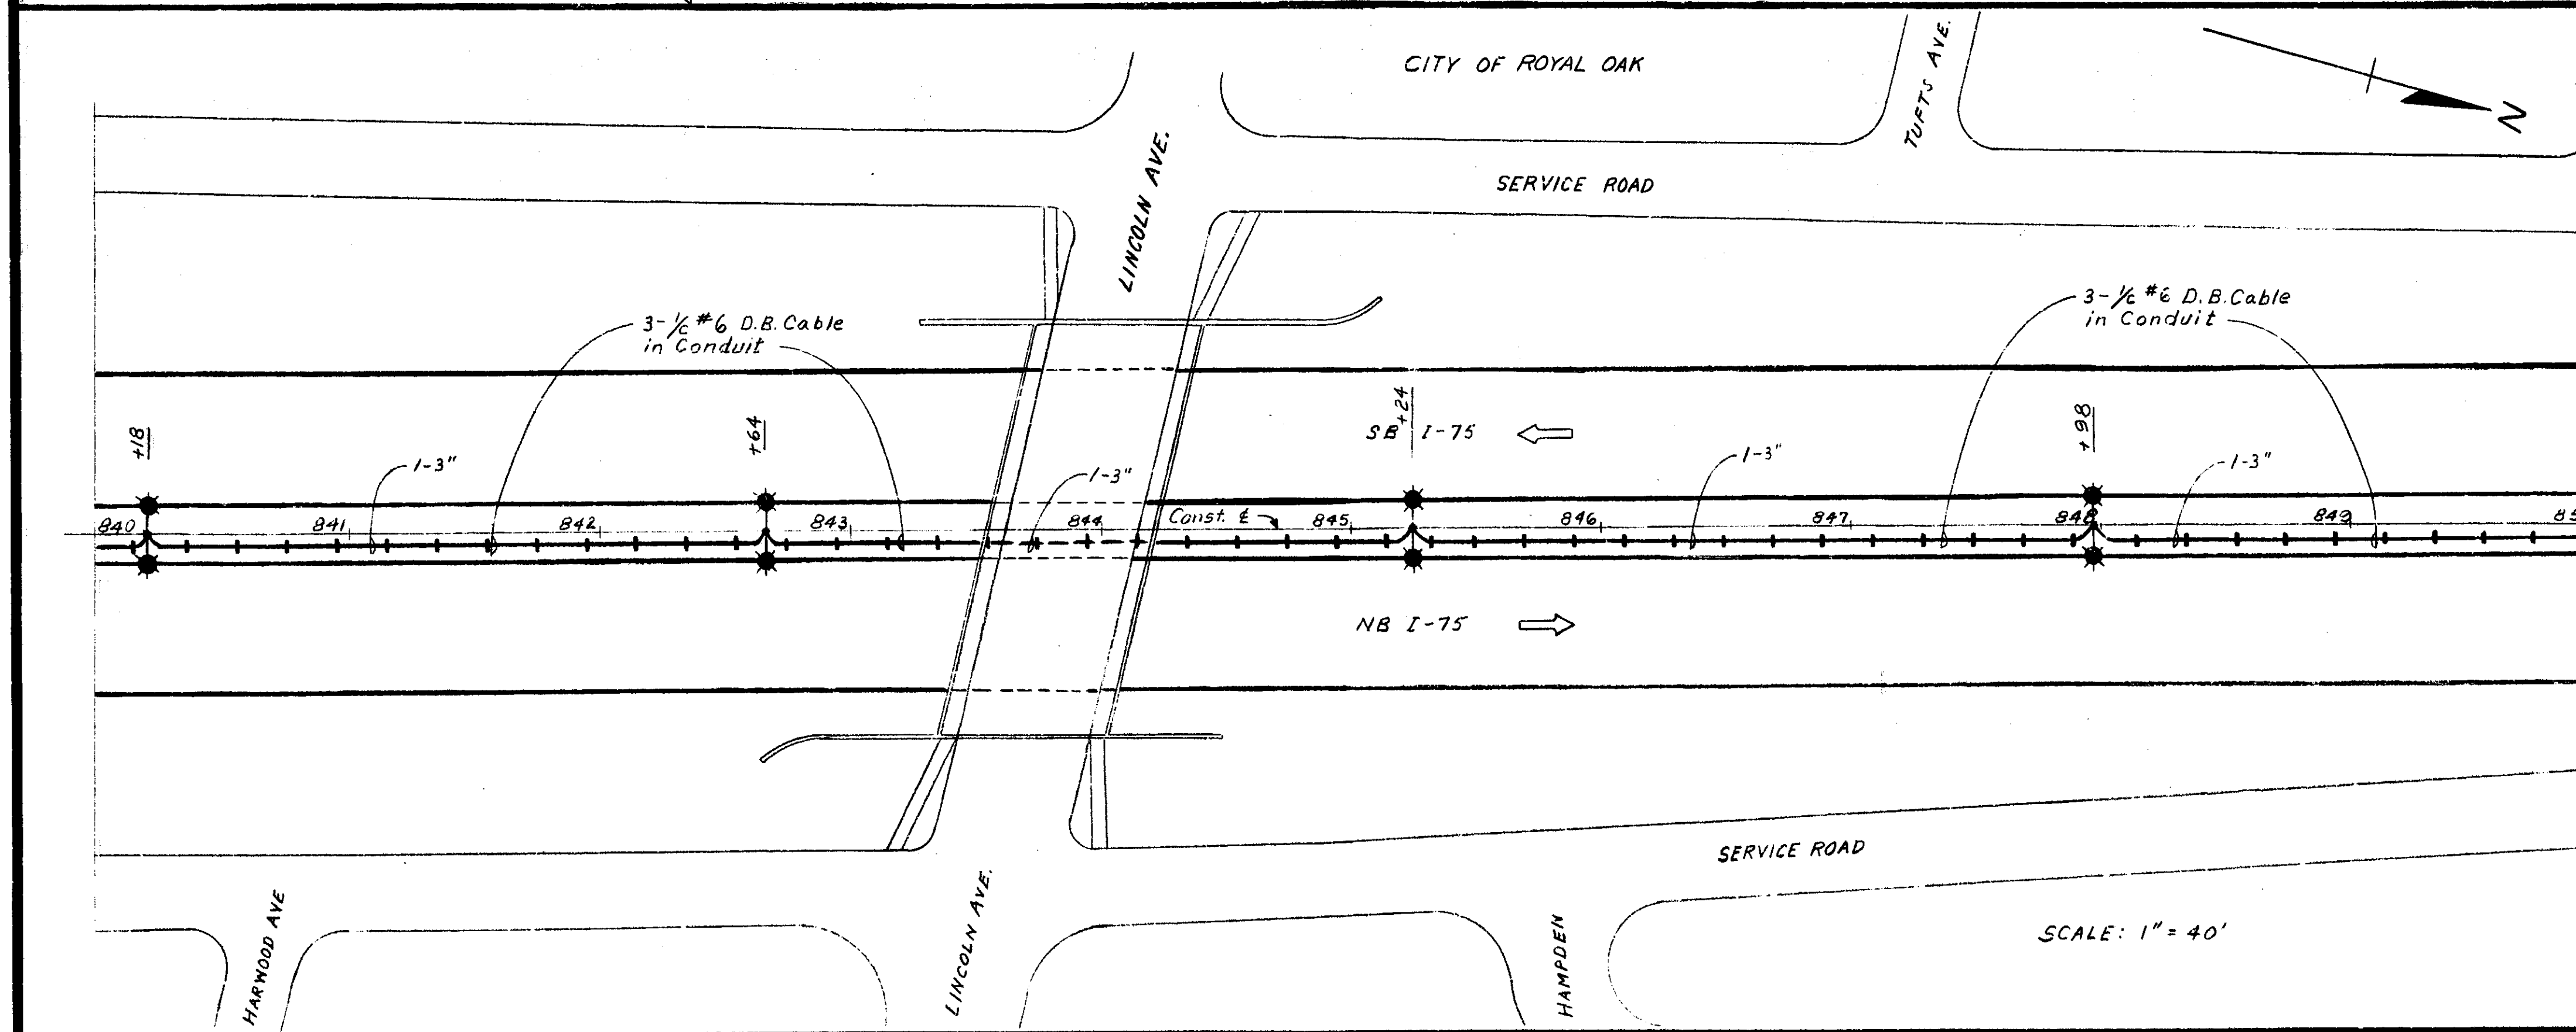 CITY OF ROYAL OAK
TUFTS AVE.
N
LINCOLN AVE.
SERVICE ROAD
3-1/c #6 D.B. Cable
in Conduit
3-1/c #6 D.B. Cable
in Conduit
+18
+64
+24
+98
SB I-75
1-3"
1-3"
1-3"
1-3"
840
841
842
843
844
Const. ℄
845
846
847
848
849
NB I-75
SERVICE ROAD
HARWOOD AVE
LINCOLN AVE.
HAMPDEN
SCALE: 1" = 40'